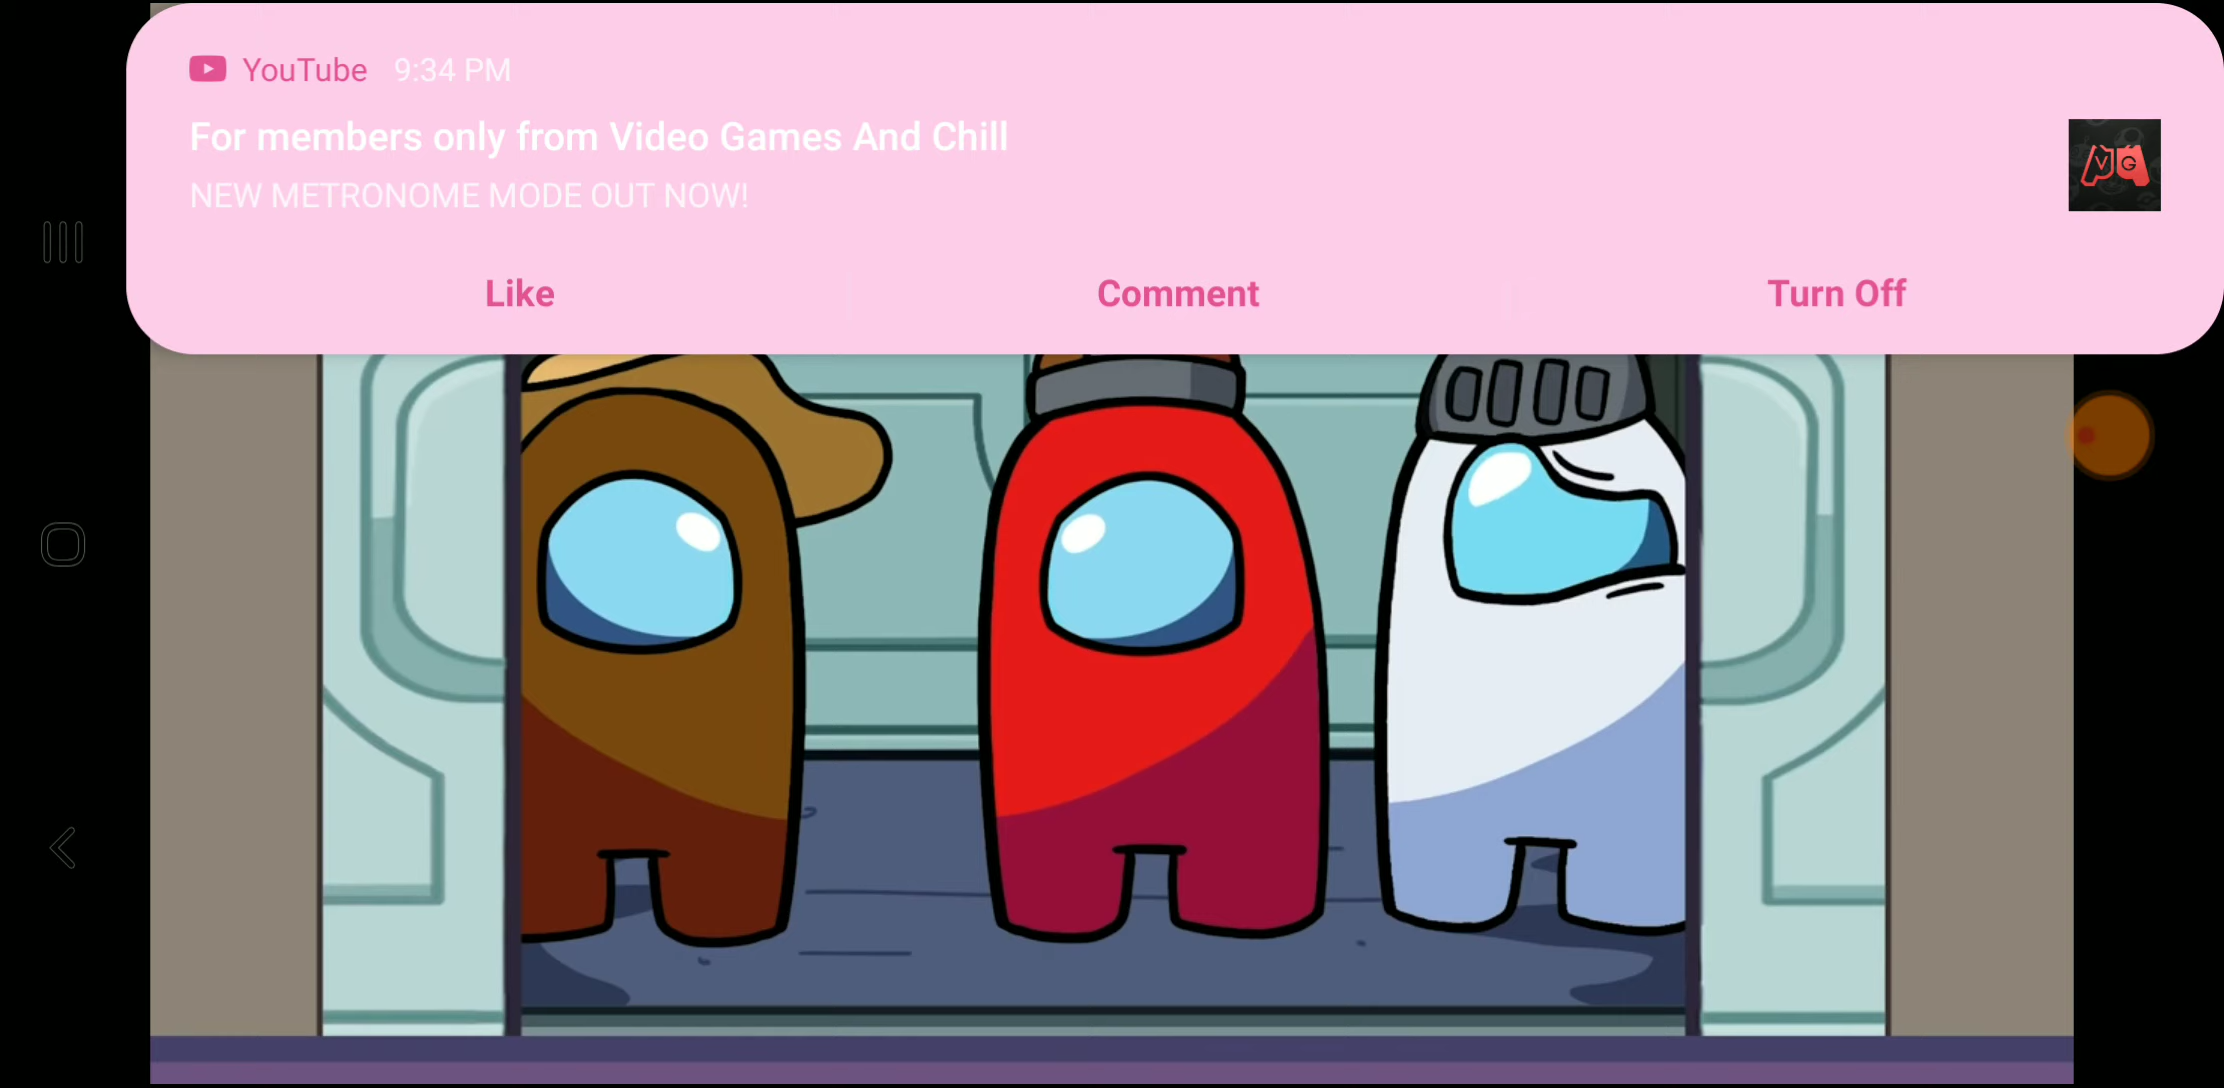 YouTube 9:34 PM
For members only from Video Games And Chill
NEW METRONOME MODE OUT NOW!
VG
Like Comment Turn Off